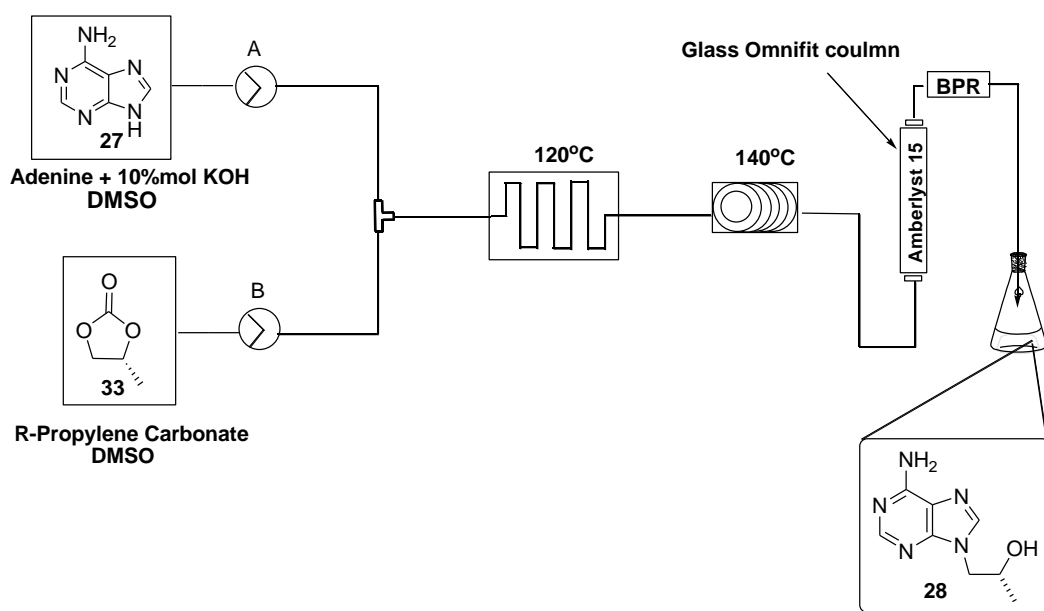 NH₂
N
N
N
N
H
27
Adenine + 10%mol KOH
DMSO
A
O
O
O
33
R-Propylene Carbonate
DMSO
B
120°C
140°C
Glass Omnifit coulmn
Amberlyst 15
BPR
NH₂
N
N
N
N
OH
28